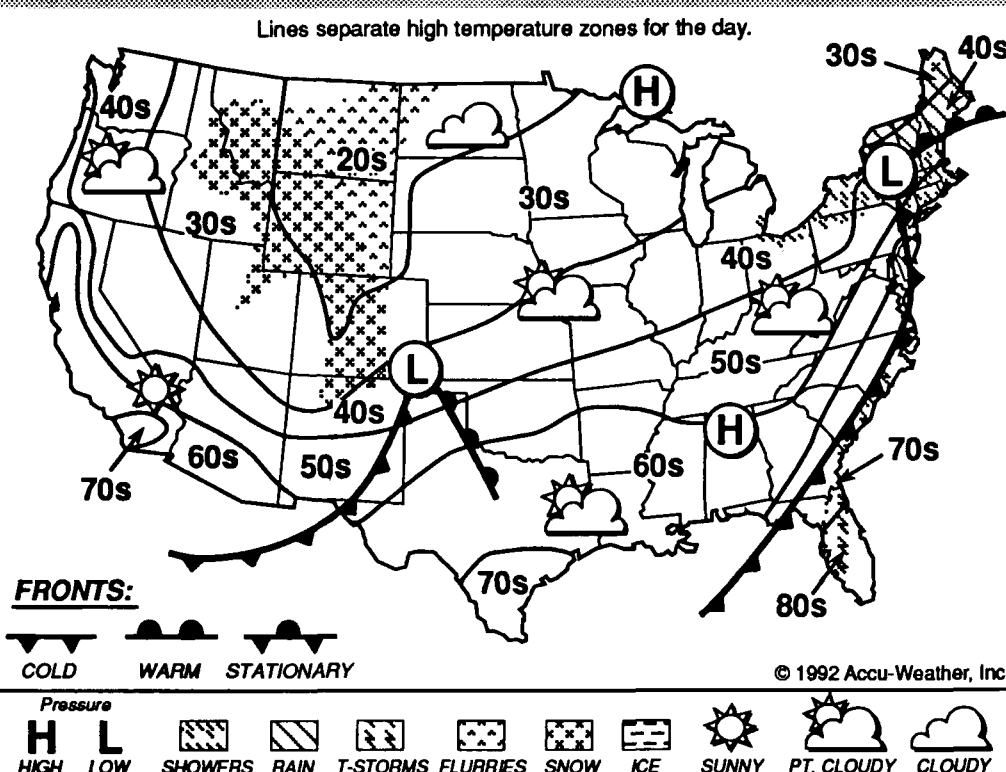 Lines separate high temperature zones for the day.
30s 40s
40s
H
20s
L
30s
30s
40s
L
50s
40s
H
60s
50s
60s
70s
70s
70s
80s
FRONTS:
COLD WARM STATIONARY
© 1992 Accu-Weather, Inc
Pressure
H L
HIGH LOW SHOWERS RAIN T-STORMS FLURRIES SNOW ICE SUNNY PT. CLOUDY CLOUDY